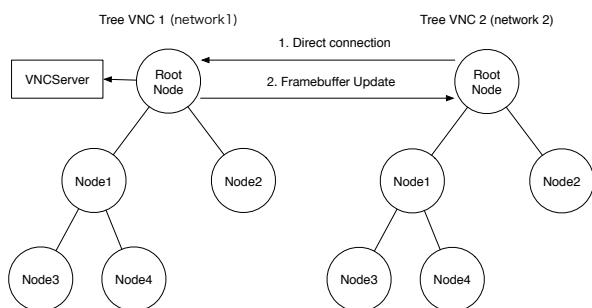 Tree VNC 1 (network1)
Tree VNC 2 (network 2)
1. Direct connection
VNCServer
Root
Node
2. Framebuffer Update
Root
Node
Node1
Node2
Node1
Node2
Node3
Node4
Node3
Node4